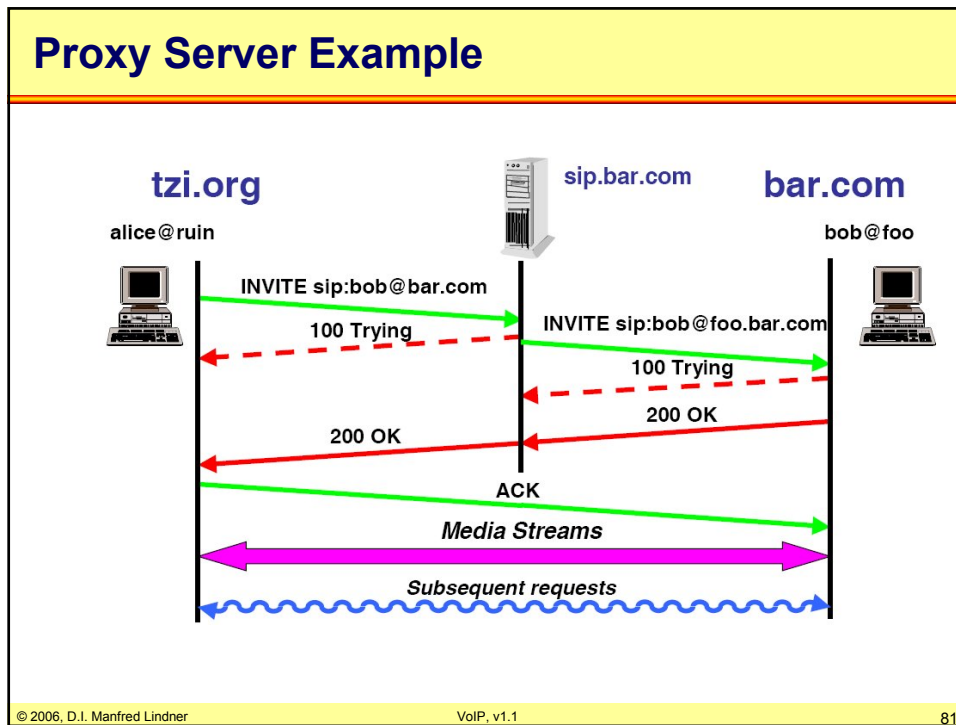 Proxy Server Example
tzi.org
sip.bar.com
bar.com
alice@ruin
bob@foo
INVITE sip:bob@bar.com
100 Trying
INVITE sip:bob@foo.bar.com
100 Trying
200 OK
200 OK
ACK
Media Streams
Subsequent requests
© 2006, D.I. Manfred Lindner
VoIP, v1.1
81